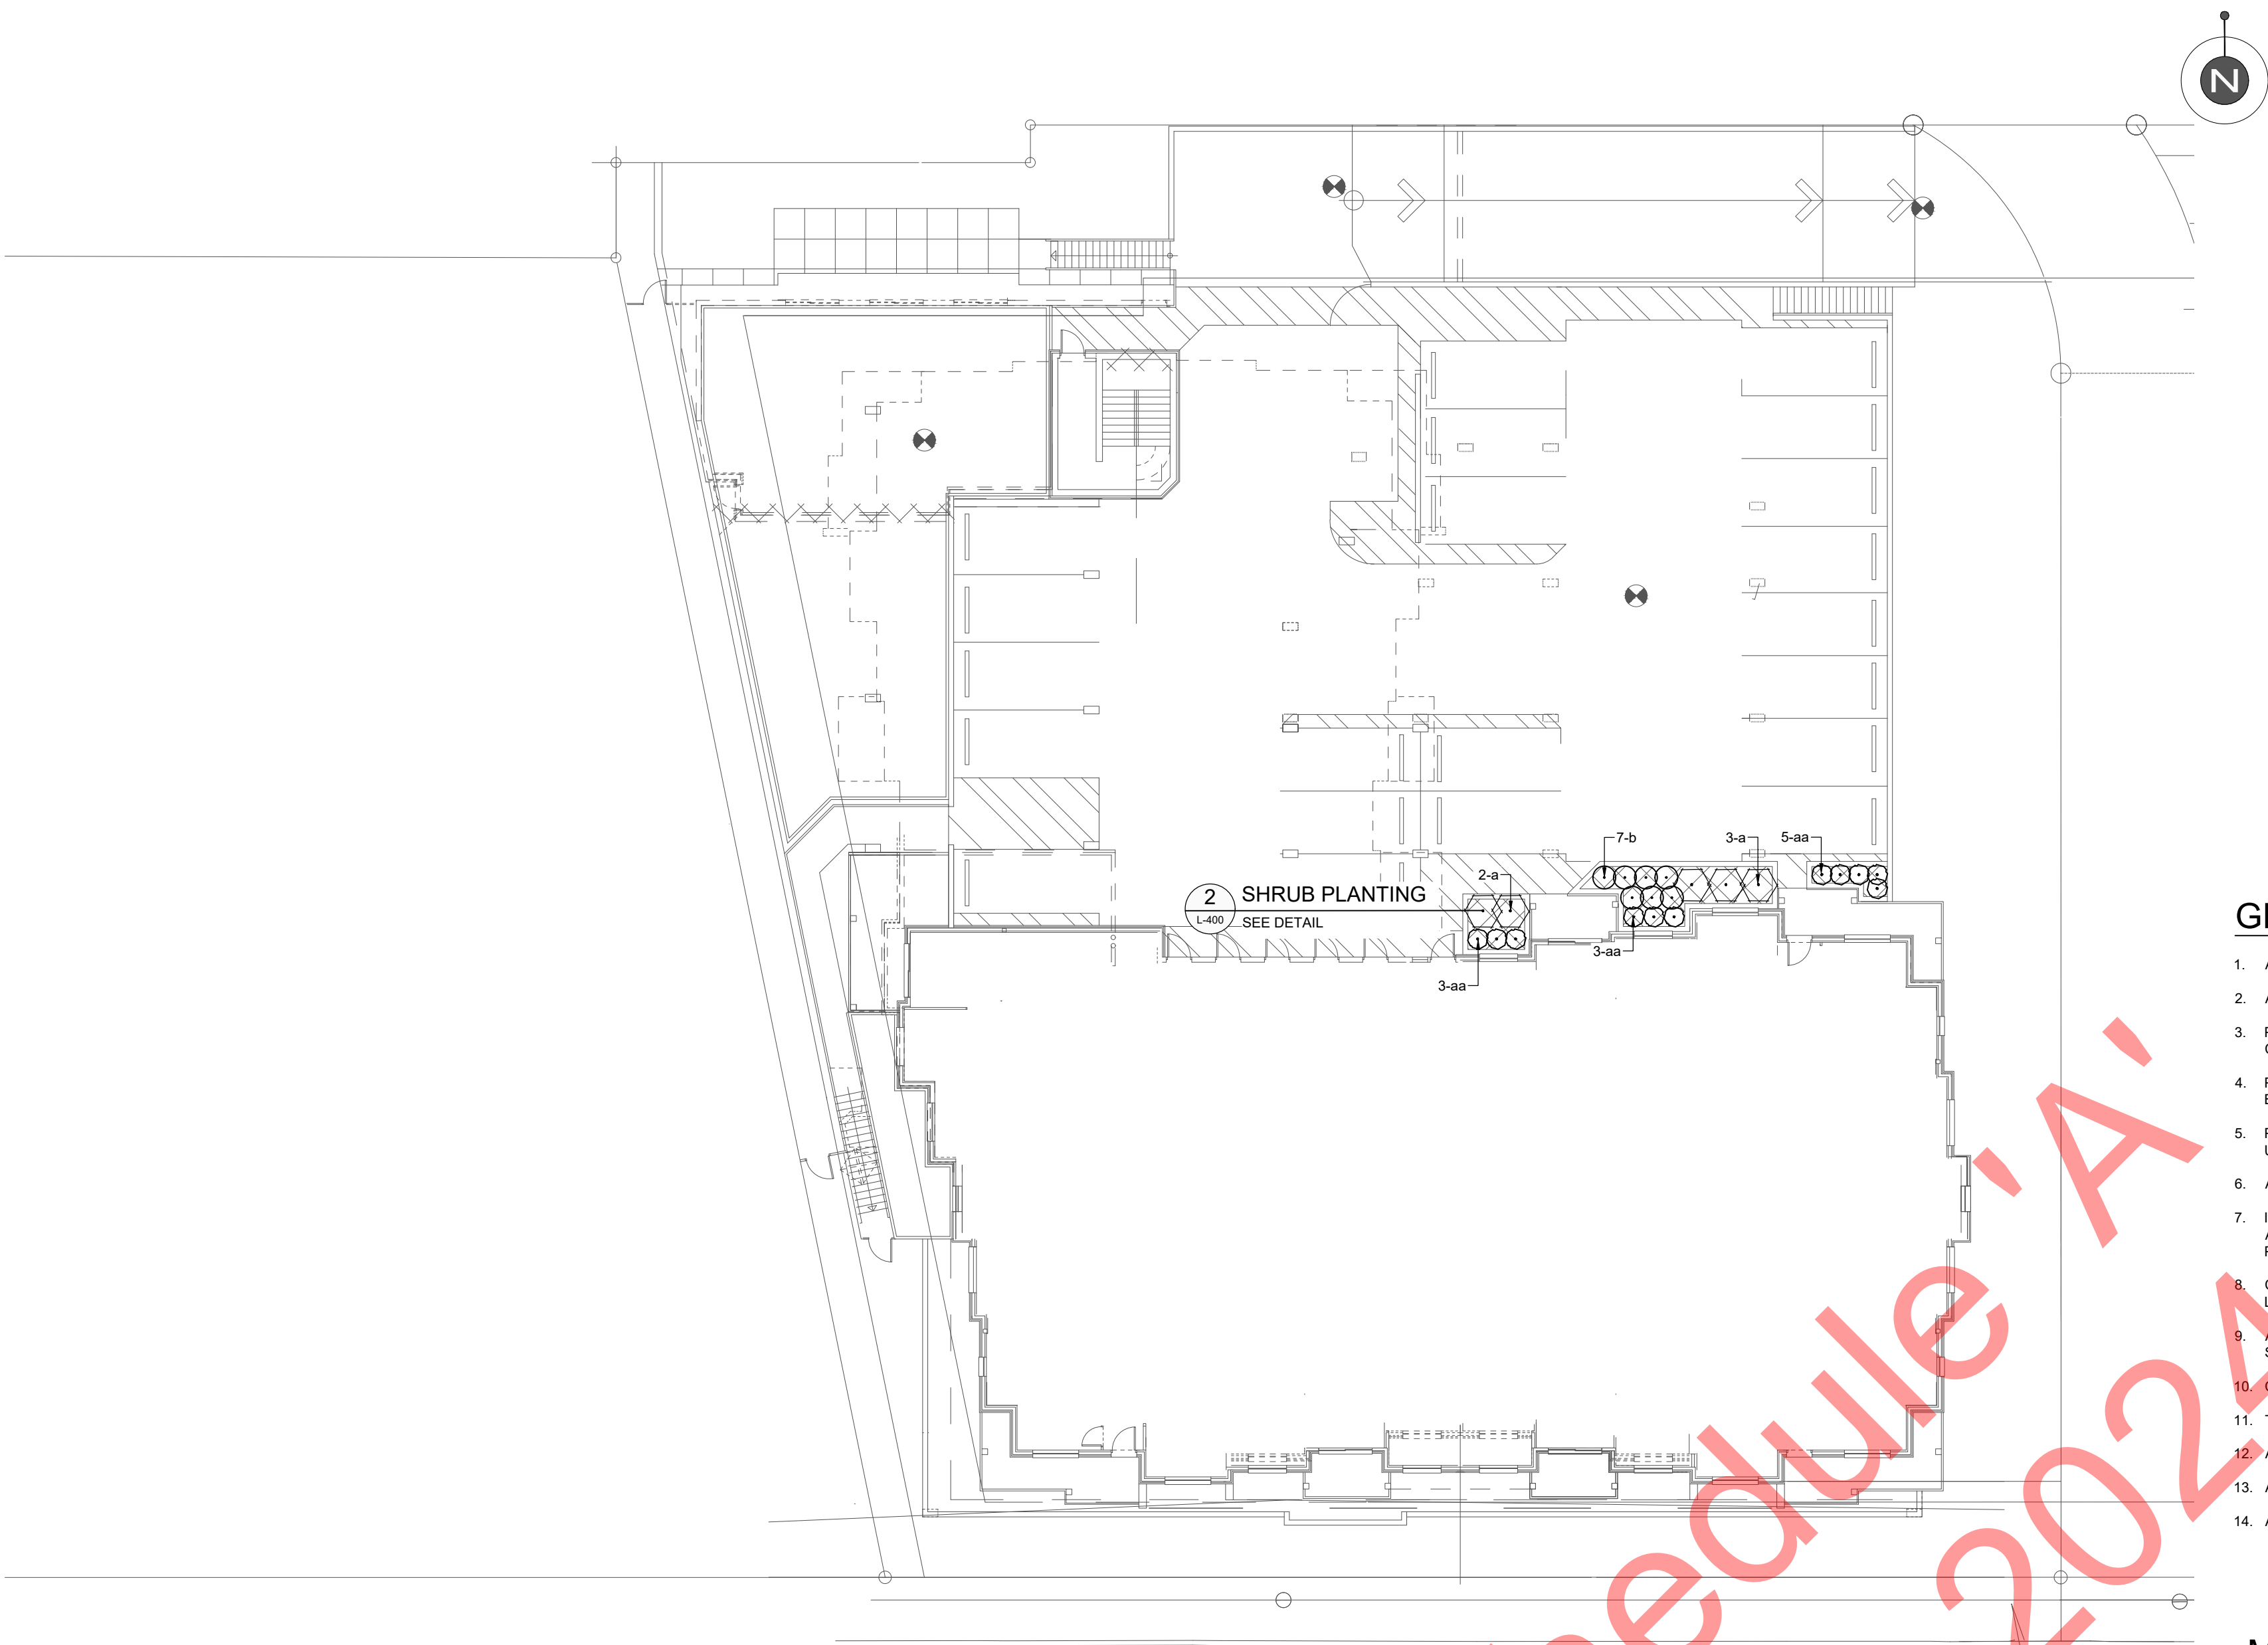 N
7-b
3-a
5-aa
2-a
2
L-400
SHRUB PLANTING
SEE DETAIL
3-aa
3-aa
1.
2.
3.
4.
5.
6.
7.
8.
9.
10.
11.
12.
13.
14.
'A'
2024